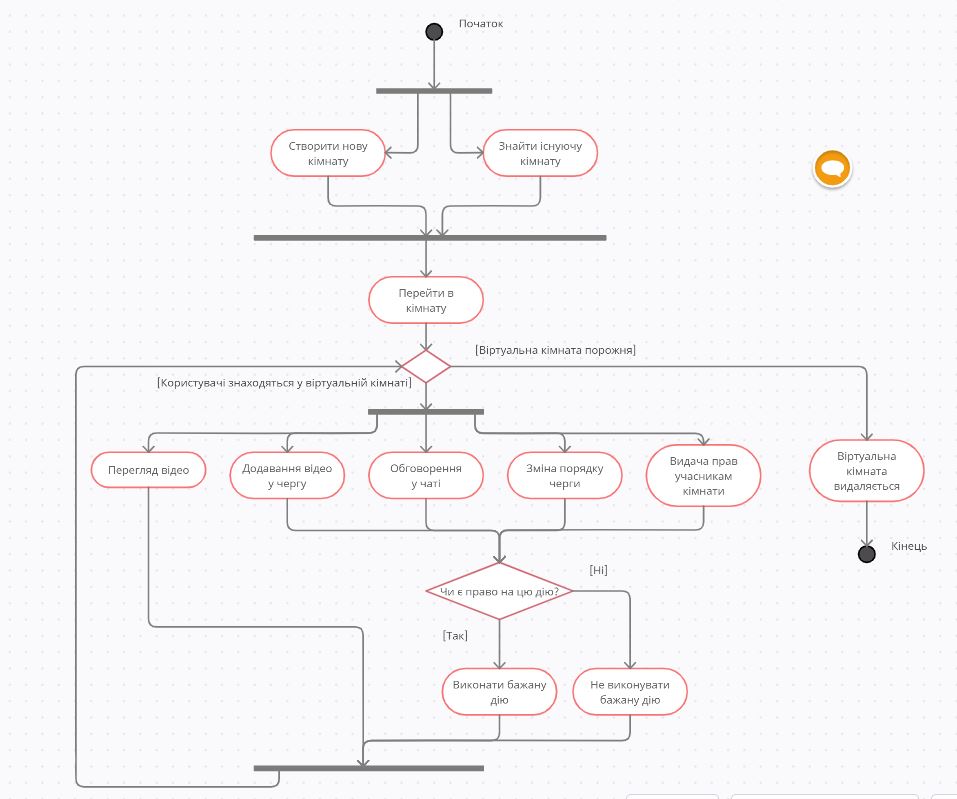 Початок
Створити нову
кімнату
Знайти існуючу
кімнату
Перейти в
кімнату
[Віртуальна кімната порожня]
[Користувачі знаходяться у віртуальній кімнаті]
Перегляд відео
Додавання відео
у чергу
Обговорення
у чаті
Зміна порядку
черги
Видача прав
учасникам
кімнати
Віртуальна
кімната
видаляється
Кінець
[Ні]
Чи є право на цю дію?
[Так]
Виконати бажану
дію
Не виконувати
бажану дію